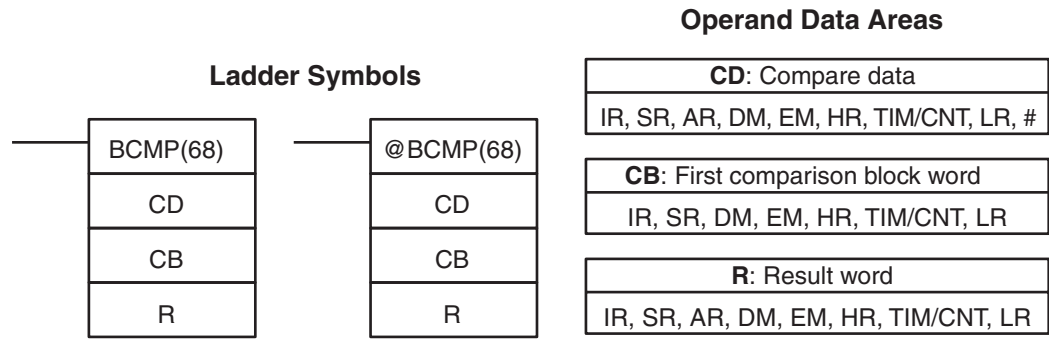 Ladder Symbols
BCMP(68)
CD
CB
R
@BCMP(68)
CD
CB
R
Operand Data Areas
CD: Compare data
IR, SR, AR, DM, EM, HR, TIM/CNT, LR, #
CB: First comparison block word
IR, SR, DM, EM, HR, TIM/CNT, LR
R: Result word
IR, SR, AR, DM, EM, HR, TIM/CNT, LR